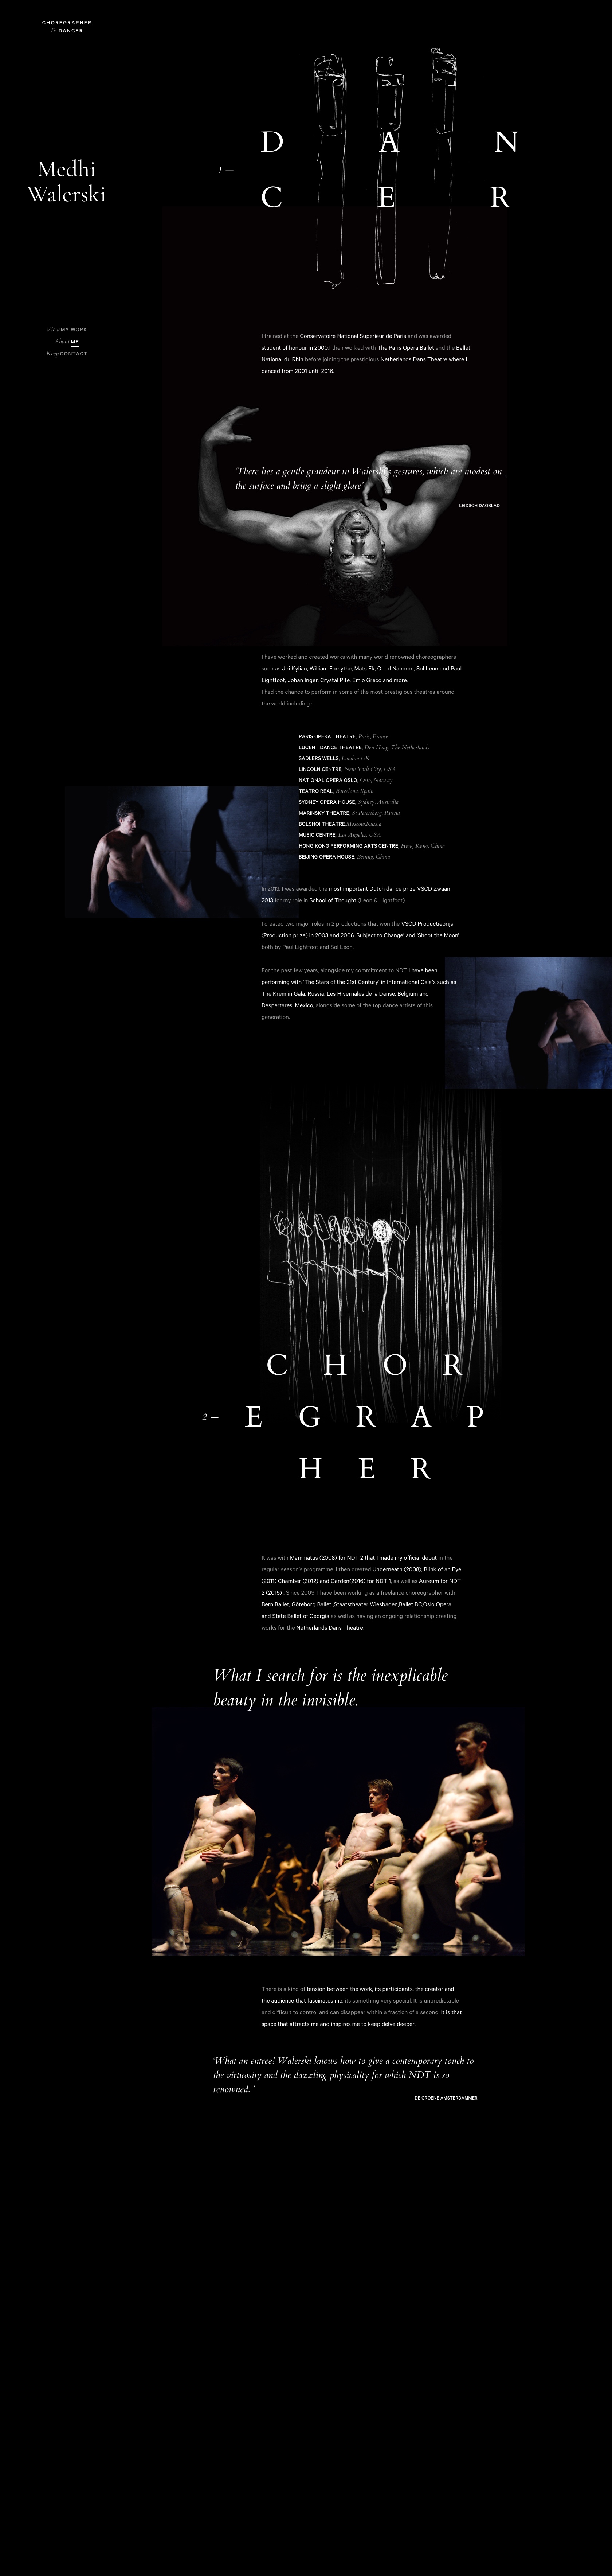 CHOREGRAPHER
& DANCER
Medhi
Walerski
View MY WORK
About ME
Keep CONTACT
D A N
1 —
C E R
I trained at the Conservatoire National Superieur de Paris and was awarded
student of honour in 2000.I then worked with The Paris Opera Ballet and the Ballet
National du Rhin before joining the prestigious Netherlands Dans Theatre where I
danced from 2001 until 2016.
'There lies a gentle grandeur in Walerski's gestures, which are modest on
the surface and bring a slight glare'
LEIDSCH DAGBLAD
I have worked and created works with many world renowned choreographers
such as Jiri Kylian, William Forsythe, Mats Ek, Ohad Naharan, Sol Leon and Paul
Lightfoot, Johan Inger, Crystal Pite, Emio Greco and more.
I had the chance to perform in some of the most prestigious theatres around
the world including :
PARIS OPERA THEATRE, Paris, France
LUCENT DANCE THEATRE, Den Haag, The Netherlands
SADLERS WELLS, London UK
LINCOLN CENTRE, New York City, USA
NATIONAL OPERA OSLO, Oslo, Norway
TEATRO REAL, Barcelona, Spain
SYDNEY OPERA HOUSE, Sydney, Australia
MARINSKY THEATRE, St Petersburg, Russia
BOLSHOI THEATRE,Moscow,Russia
MUSIC CENTRE, Los Angeles, USA
HONG KONG PERFORMING ARTS CENTRE, Hong Kong, China
BEIJING OPERA HOUSE, Beijing, China
In 2013, I was awarded the most important Dutch dance prize VSCD Zwaan
2013 for my role in School of Thought (Léon & Lightfoot)
I created two major roles in 2 productions that won the VSCD Productieprijs
(Production prize) in 2003 and 2006 'Subject to Change' and 'Shoot the Moon'
both by Paul Lightfoot and Sol Leon.
For the past few years, alongside my commitment to NDT I have been
performing with 'The Stars of the 21st Century' in International Gala's such as
The Kremlin Gala, Russia, Les Hivernales de la Danse, Belgium and
Despertares, Mexico, alongside some of the top dance artists of this
generation.
C H O R
2 — E G R A P
H E R
It was with Mammatus (2008) for NDT 2 that I made my official debut in the
regular season's programme. I then created Underneath (2008), Blink of an Eye
(2011) Chamber (2012) and Garden(2016) for NDT 1, as well as Aureum for NDT
2 (2015) . Since 2009, I have been working as a freelance choreographer with
Bern Ballet, Göteborg Ballet ,Staatstheater Wiesbaden,Ballet BC,Oslo Opera
and State Ballet of Georgia as well as having an ongoing relationship creating
works for the Netherlands Dans Theatre.
What I search for is the inexplicable
beauty in the invisible.
There is a kind of tension between the work, its participants, the creator and
the audience that fascinates me, its something very special. It is unpredictable
and difficult to control and can disappear within a fraction of a second. It is that
space that attracts me and inspires me to keep delve deeper.
'What an entree! Walerski knows how to give a contemporary touch to
the virtuosity and the dazzling physicality for which NDT is so
renowned. '
DE GROENE AMSTERDAMMER